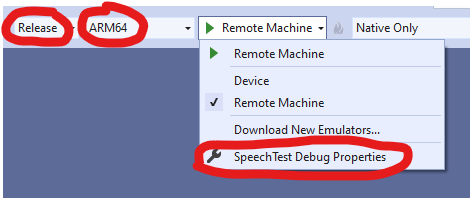 Release ARM64 Remote Machine Native Only
Remote Machine
Device
Remote Machine
Download New Emulators...
SpeechTest Debug Properties